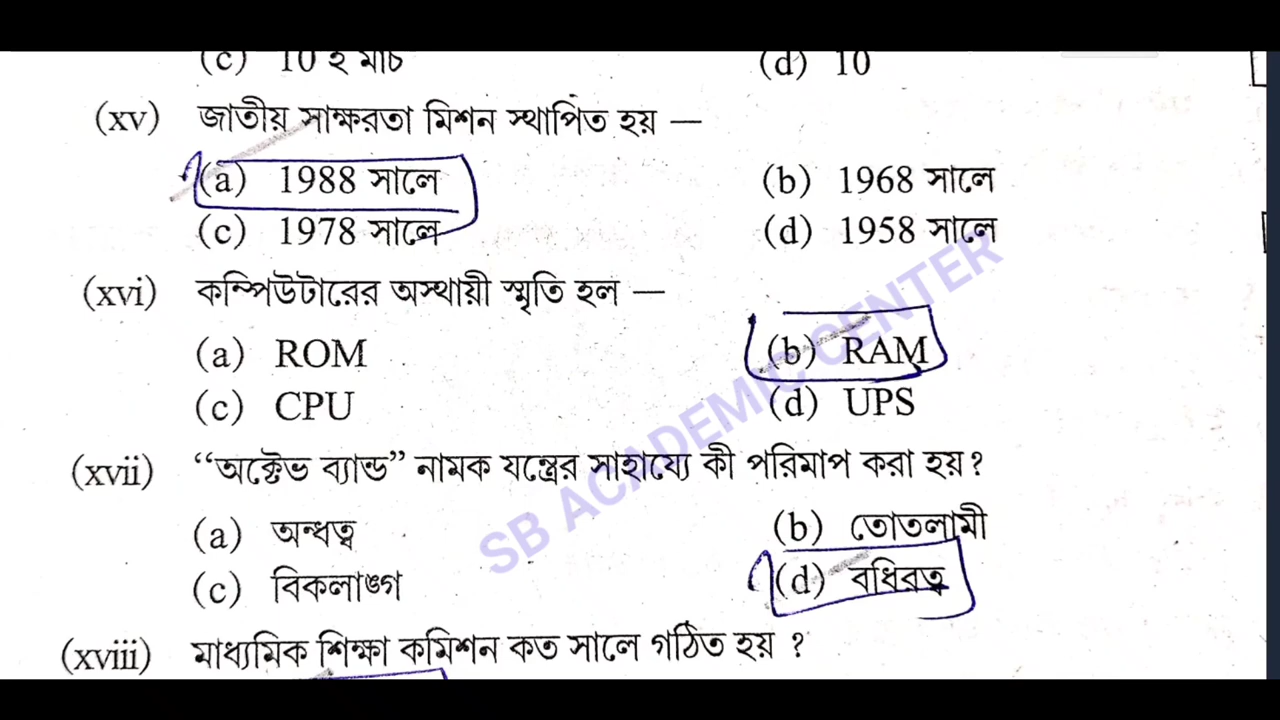 (c) 10 ই মার্চ (d) 10
(xv) জাতীয় সাক্ষরতা মিশন স্থাপিত হয় —
(a) 1988 সালে (b) 1968 সালে
(c) 1978 সালে (d) 1958 সালে
(xvi) কম্পিউটারের অস্থায়ী স্মৃতি হল —
(a) ROM (b) RAM
(c) CPU (d) UPS
(xvii) “অক্টেভ ব্যান্ড” নামক যন্ত্রের সাহায্যে কী পরিমাপ করা হয়?
(a) অন্ধত্ব (b) তোতলামী
(c) বিকলাঙ্গ (d) বধিরত্ব
(xviii) মাধ্যমিক শিক্ষা কমিশন কত সালে গঠিত হয় ?
SB ACADEMIC CENTER